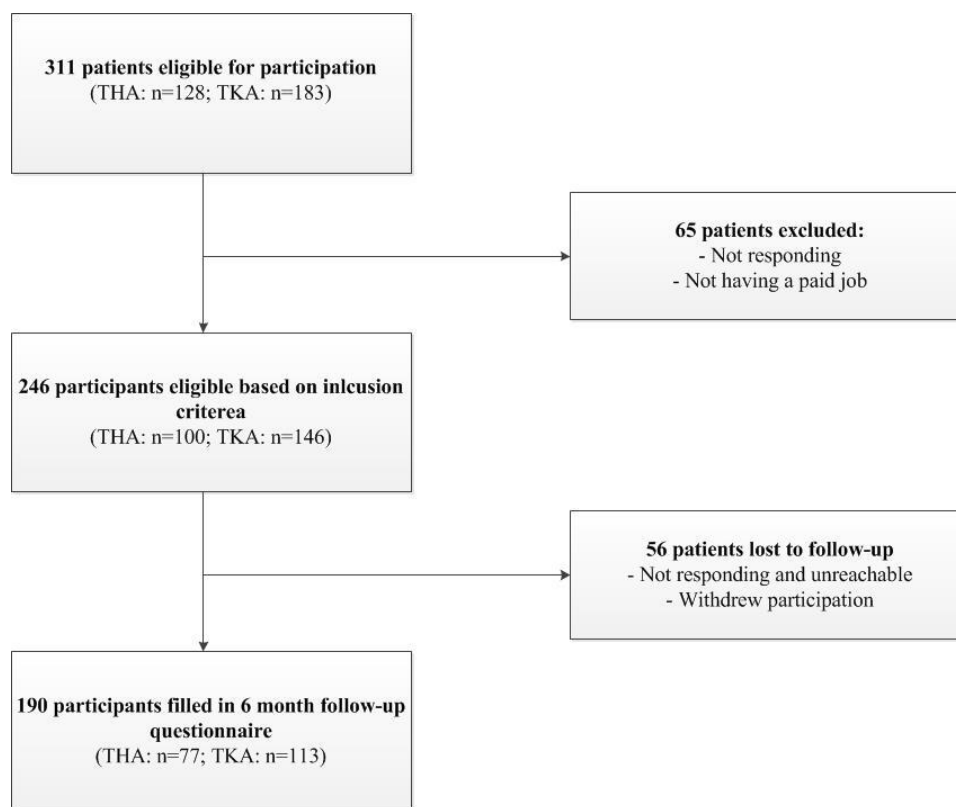 311 patients eligible for participation
(THA: n=128; TKA: n=183)
65 patients excluded:
- Not responding
- Not having a paid job
246 participants eligible based on inlcusion
criterea
(THA: n=100; TKA: n=146)
56 patients lost to follow-up
- Not responding and unreachable
- Withdrew participation
190 participants filled in 6 month follow-up
questionnaire
(THA: n=77; TKA: n=113)